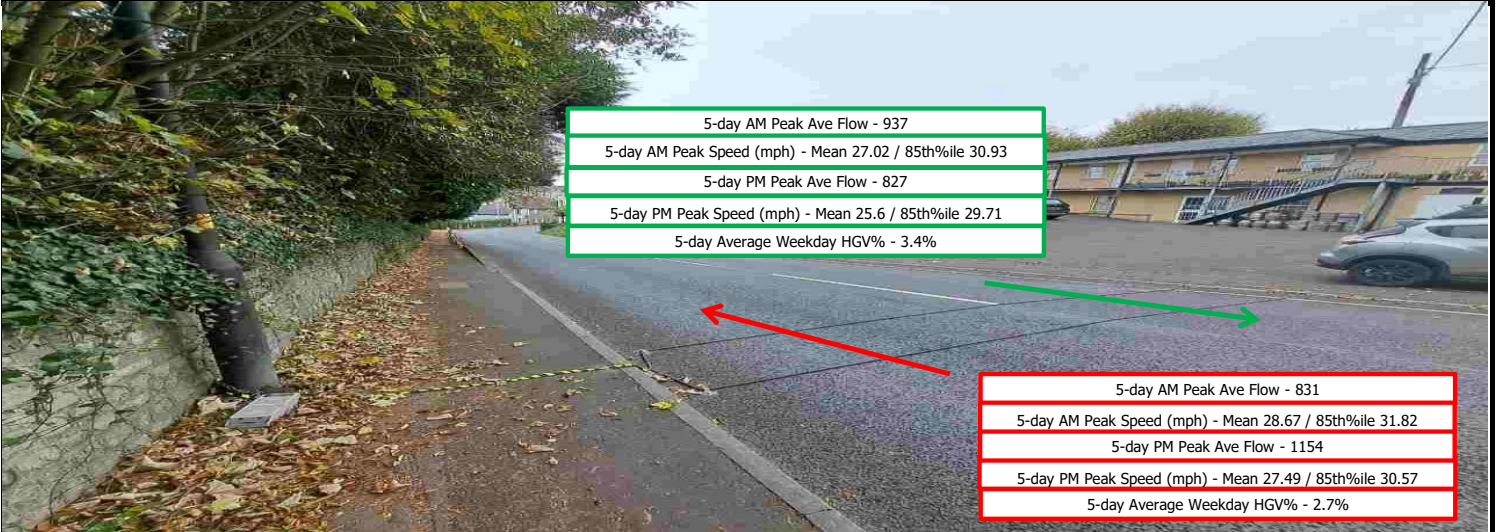 5-day AM Peak Ave Flow - 937
5-day AM Peak Speed (mph) - Mean 27.02 / 85th%ile 30.93
5-day PM Peak Ave Flow - 827
5-day PM Peak Speed (mph) - Mean 25.6 / 85th%ile 29.71
5-day Average Weekday HGV% - 3.4%
5-day AM Peak Ave Flow - 831
5-day AM Peak Speed (mph) - Mean 28.67 / 85th%ile 31.82
5-day PM Peak Ave Flow - 1154
5-day PM Peak Speed (mph) - Mean 27.49 / 85th%ile 30.57
5-day Average Weekday HGV% - 2.7%